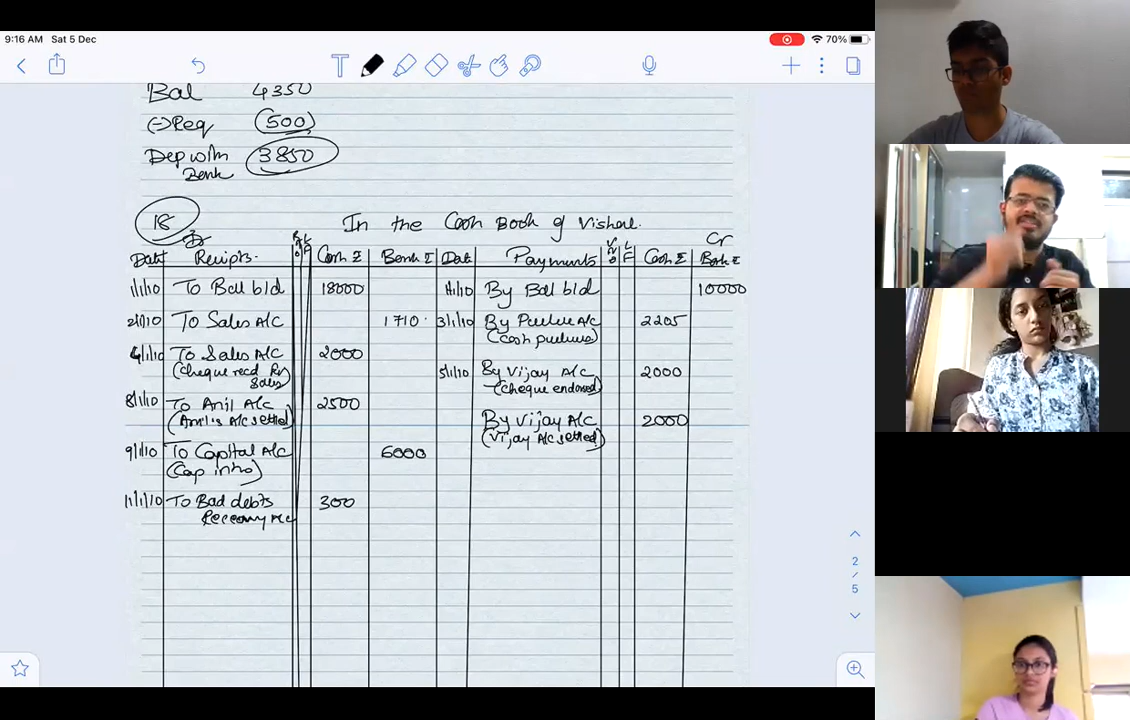 9:16 AM Sat 5 Dec
70%
Bal 4350
(-) Req (500)
Dep with Bank 3850
18
In the Cash Book of Vishal.
Dr Cr
Date Receipts. L F Cash ₹ Bank ₹ Date Payments V No L F Cash ₹ Bank ₹
1/1/10 To Bal b/d 18000 1/1/10 By Bal b/d 10000
2/1/10 To Sales A/C 1710 3/1/10 By Purchase A/C 2205
(Cash purchases)
4/1/10 To Sales A/C 2000
(cheque recd for Sales) 5/1/10 By Vijay A/C 2000
(cheque endorsed)
8/1/10 To Anil A/C 2500
(Anil's A/C settled) By Vijay A/C 2000
(Vijay A/C settled)
9/1/10 To Capital A/C 6000
(Cap intro)
11/1/10 To Bad debts 300
Recovery A/C
2
/
5